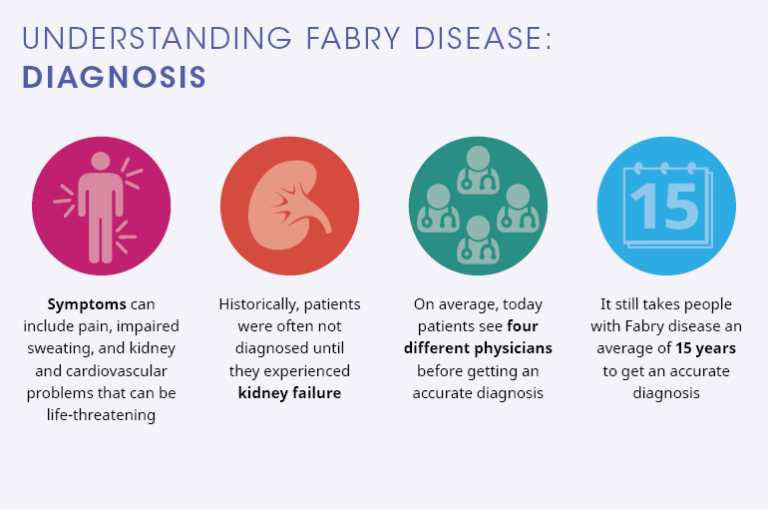 UNDERSTANDING FABRY DISEASE:
DIAGNOSIS
15
Symptoms can
include pain, impaired
sweating, and kidney
and cardiovascular
problems that can be
life-threatening
Historically, patients
were often not
diagnosed until
they experienced
kidney failure
On average, today
patients see four
different physicians
before getting an
accurate diagnosis
It still takes people
with Fabry disease an
average of 15 years
to get an accurate
diagnosis